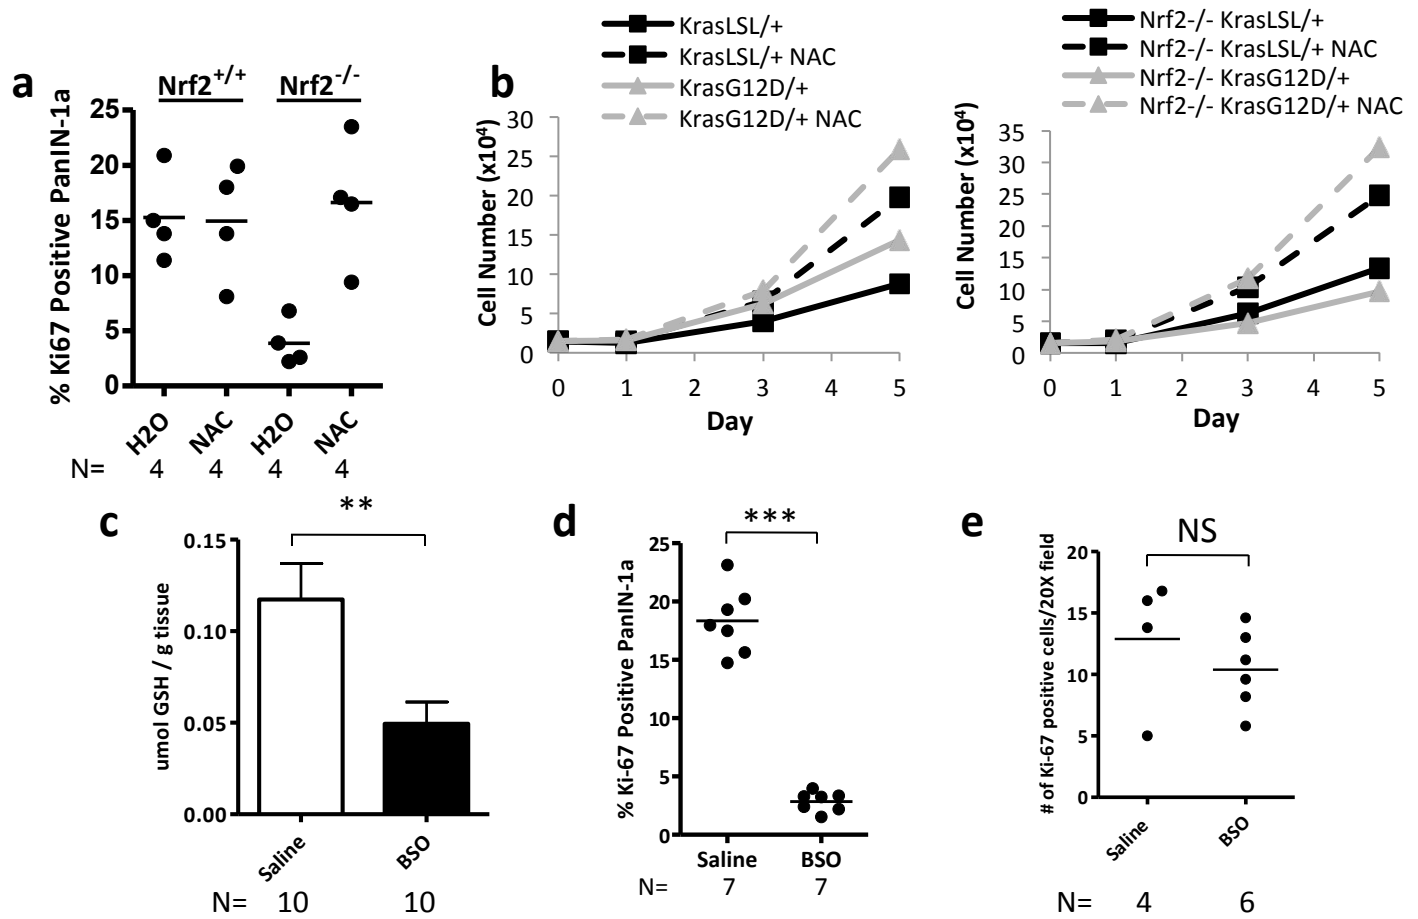 a
Nrf2+/+ Nrf2-/-
% Ki67 Positive PanIN-1a
25
20
15
10
5
0
H2O NAC H2O NAC
N= 4 4 4 4
b
KrasLSL/+
KrasLSL/+ NAC
KrasG12D/+
KrasG12D/+ NAC
Cell Number (x10⁴)
30
25
20
15
10
5
0
0 1 2 3 4 5
Day
Nrf2-/- KrasLSL/+
Nrf2-/- KrasLSL/+ NAC
Nrf2-/- KrasG12D/+
Nrf2-/- KrasG12D/+ NAC
Cell Number (x10⁴)
35
30
25
20
15
10
5
0
0 1 2 3 4 5
Day
c
**
umol GSH / g tissue
0.15
0.10
0.05
0.00
Saline BSO
N= 10 10
d
***
% Ki-67 Positive PanIN-1a
25
20
15
10
5
0
Saline BSO
N= 7 7
e
NS
# of Ki-67 positive cells/20X field
20
15
10
5
0
Saline BSO
N= 4 6